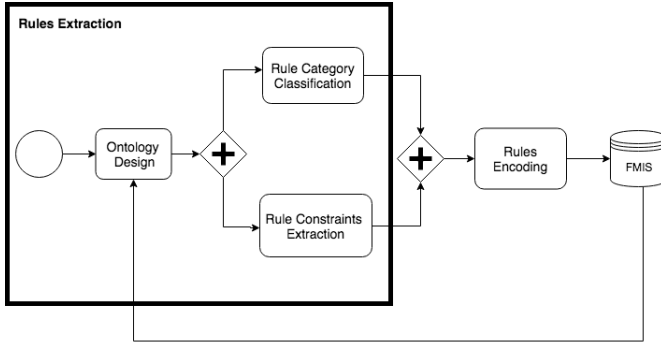 Rules Extraction
Rule Category
Classification
Ontology
Design
Rules
Encoding
FMIS
Rule Constraints
Extraction